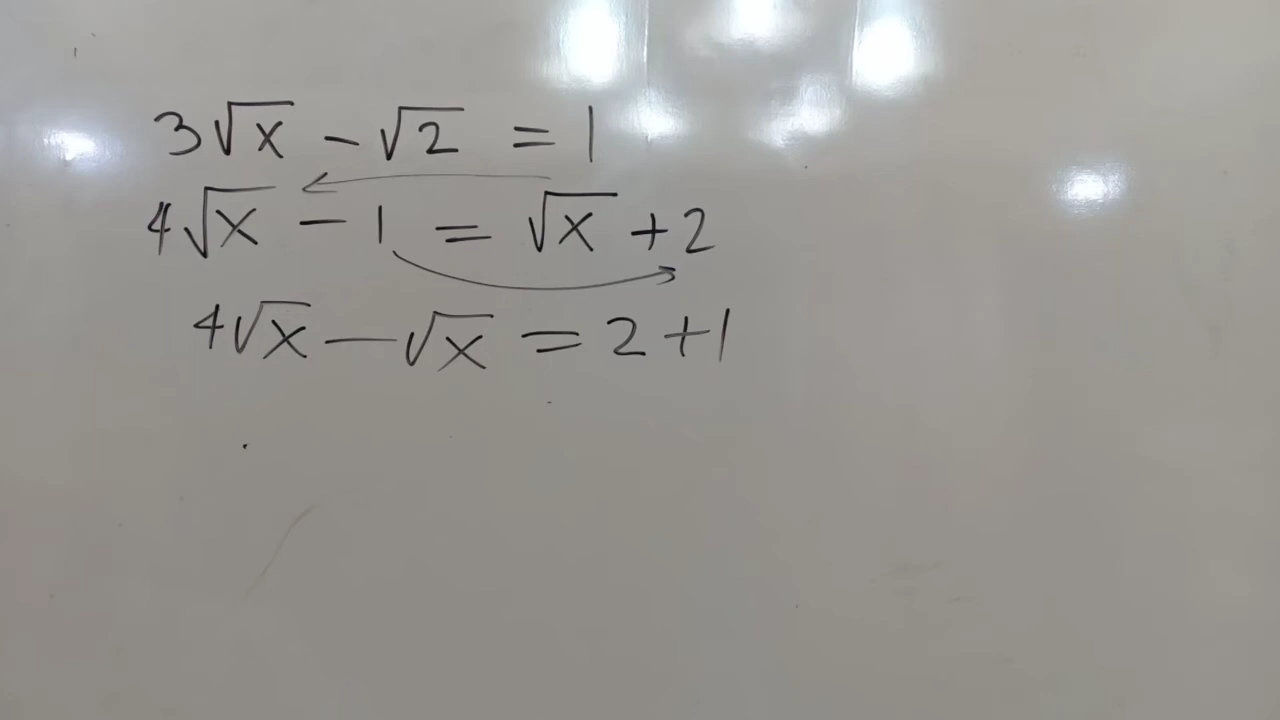 3√x - √2 = 1
4√x - 1 = √x + 2
4√x - √x = 2 + 1